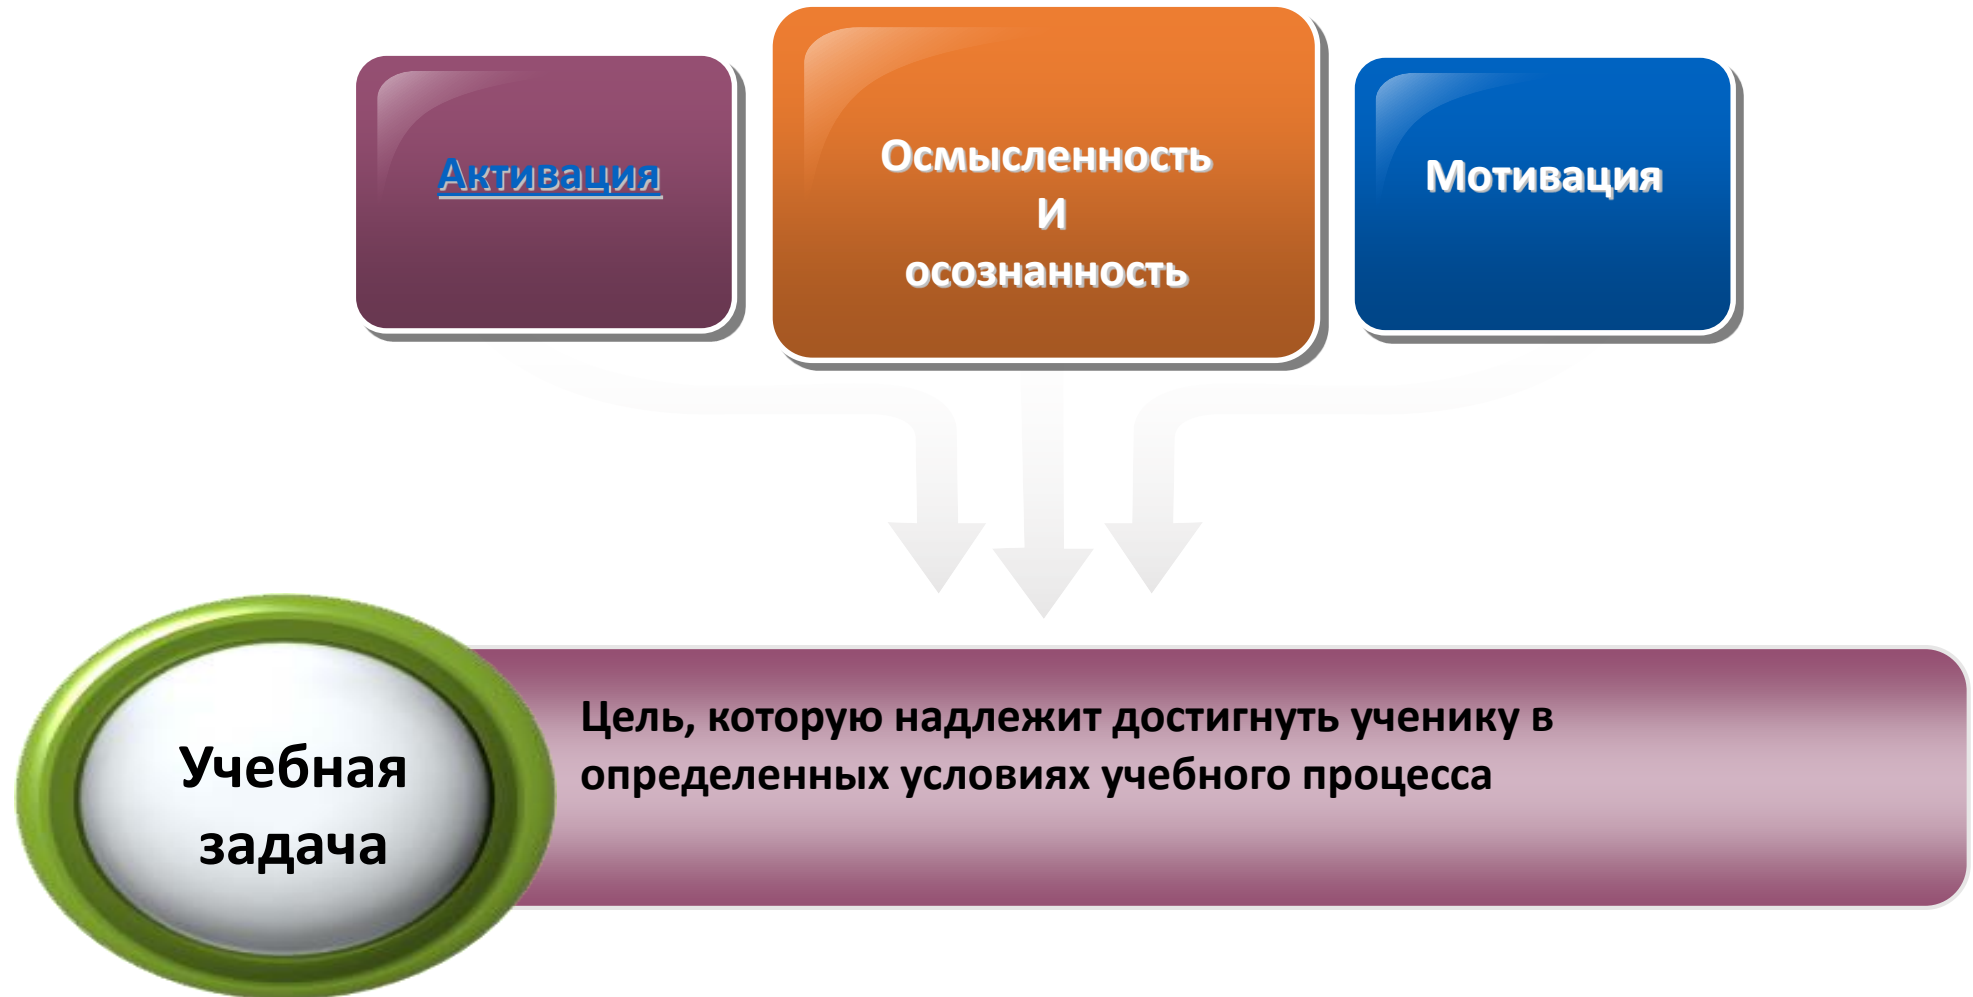 Активация
Осмысленность
И
осознанность
Мотивация
Учебная
задача
Цель, которую надлежит достигнуть ученику в
определенных условиях учебного процесса